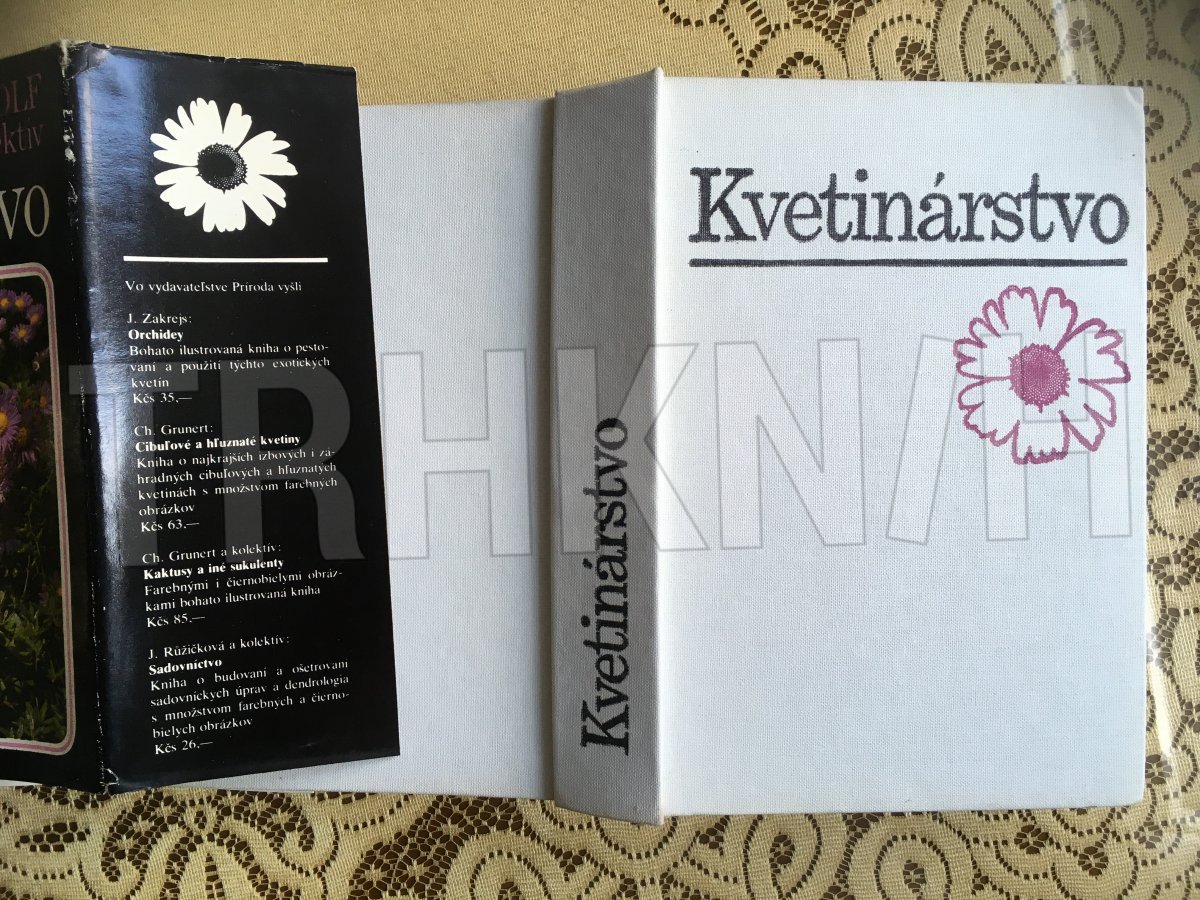 OLF
ektív
VO
Vo vydavateľstve Príroda vyšli
J. Zakrejs:
Orchidey
Bohato ilustrovaná kniha o pesto-
vaní a použití týchto exotických
kvetín
Kčs 35,—
Ch. Grunert:
Cibuľové a hľuznaté kvetiny
Kniha o najkrajších izbových i zá-
hradných cibuľových a hľuznatých
kvetinách s množstvom farebných
obrázkov
Kčs 63,—
Ch. Grunert a kolektív:
Kaktusy a iné sukulenty
Farebnými i čiernobielymi obráz-
kami bohato ilustrovaná kniha
Kčs 85,—
J. Růžičková a kolektív:
Sadovníctvo
Kniha o budovaní a ošetrovaní
sadovníckych úprav a dendrologia
s množstvom farebných a čierno-
bielych obrázkov
Kčs 26,—
Kvetinárstvo
Kvetinárstvo
TRHKNIH